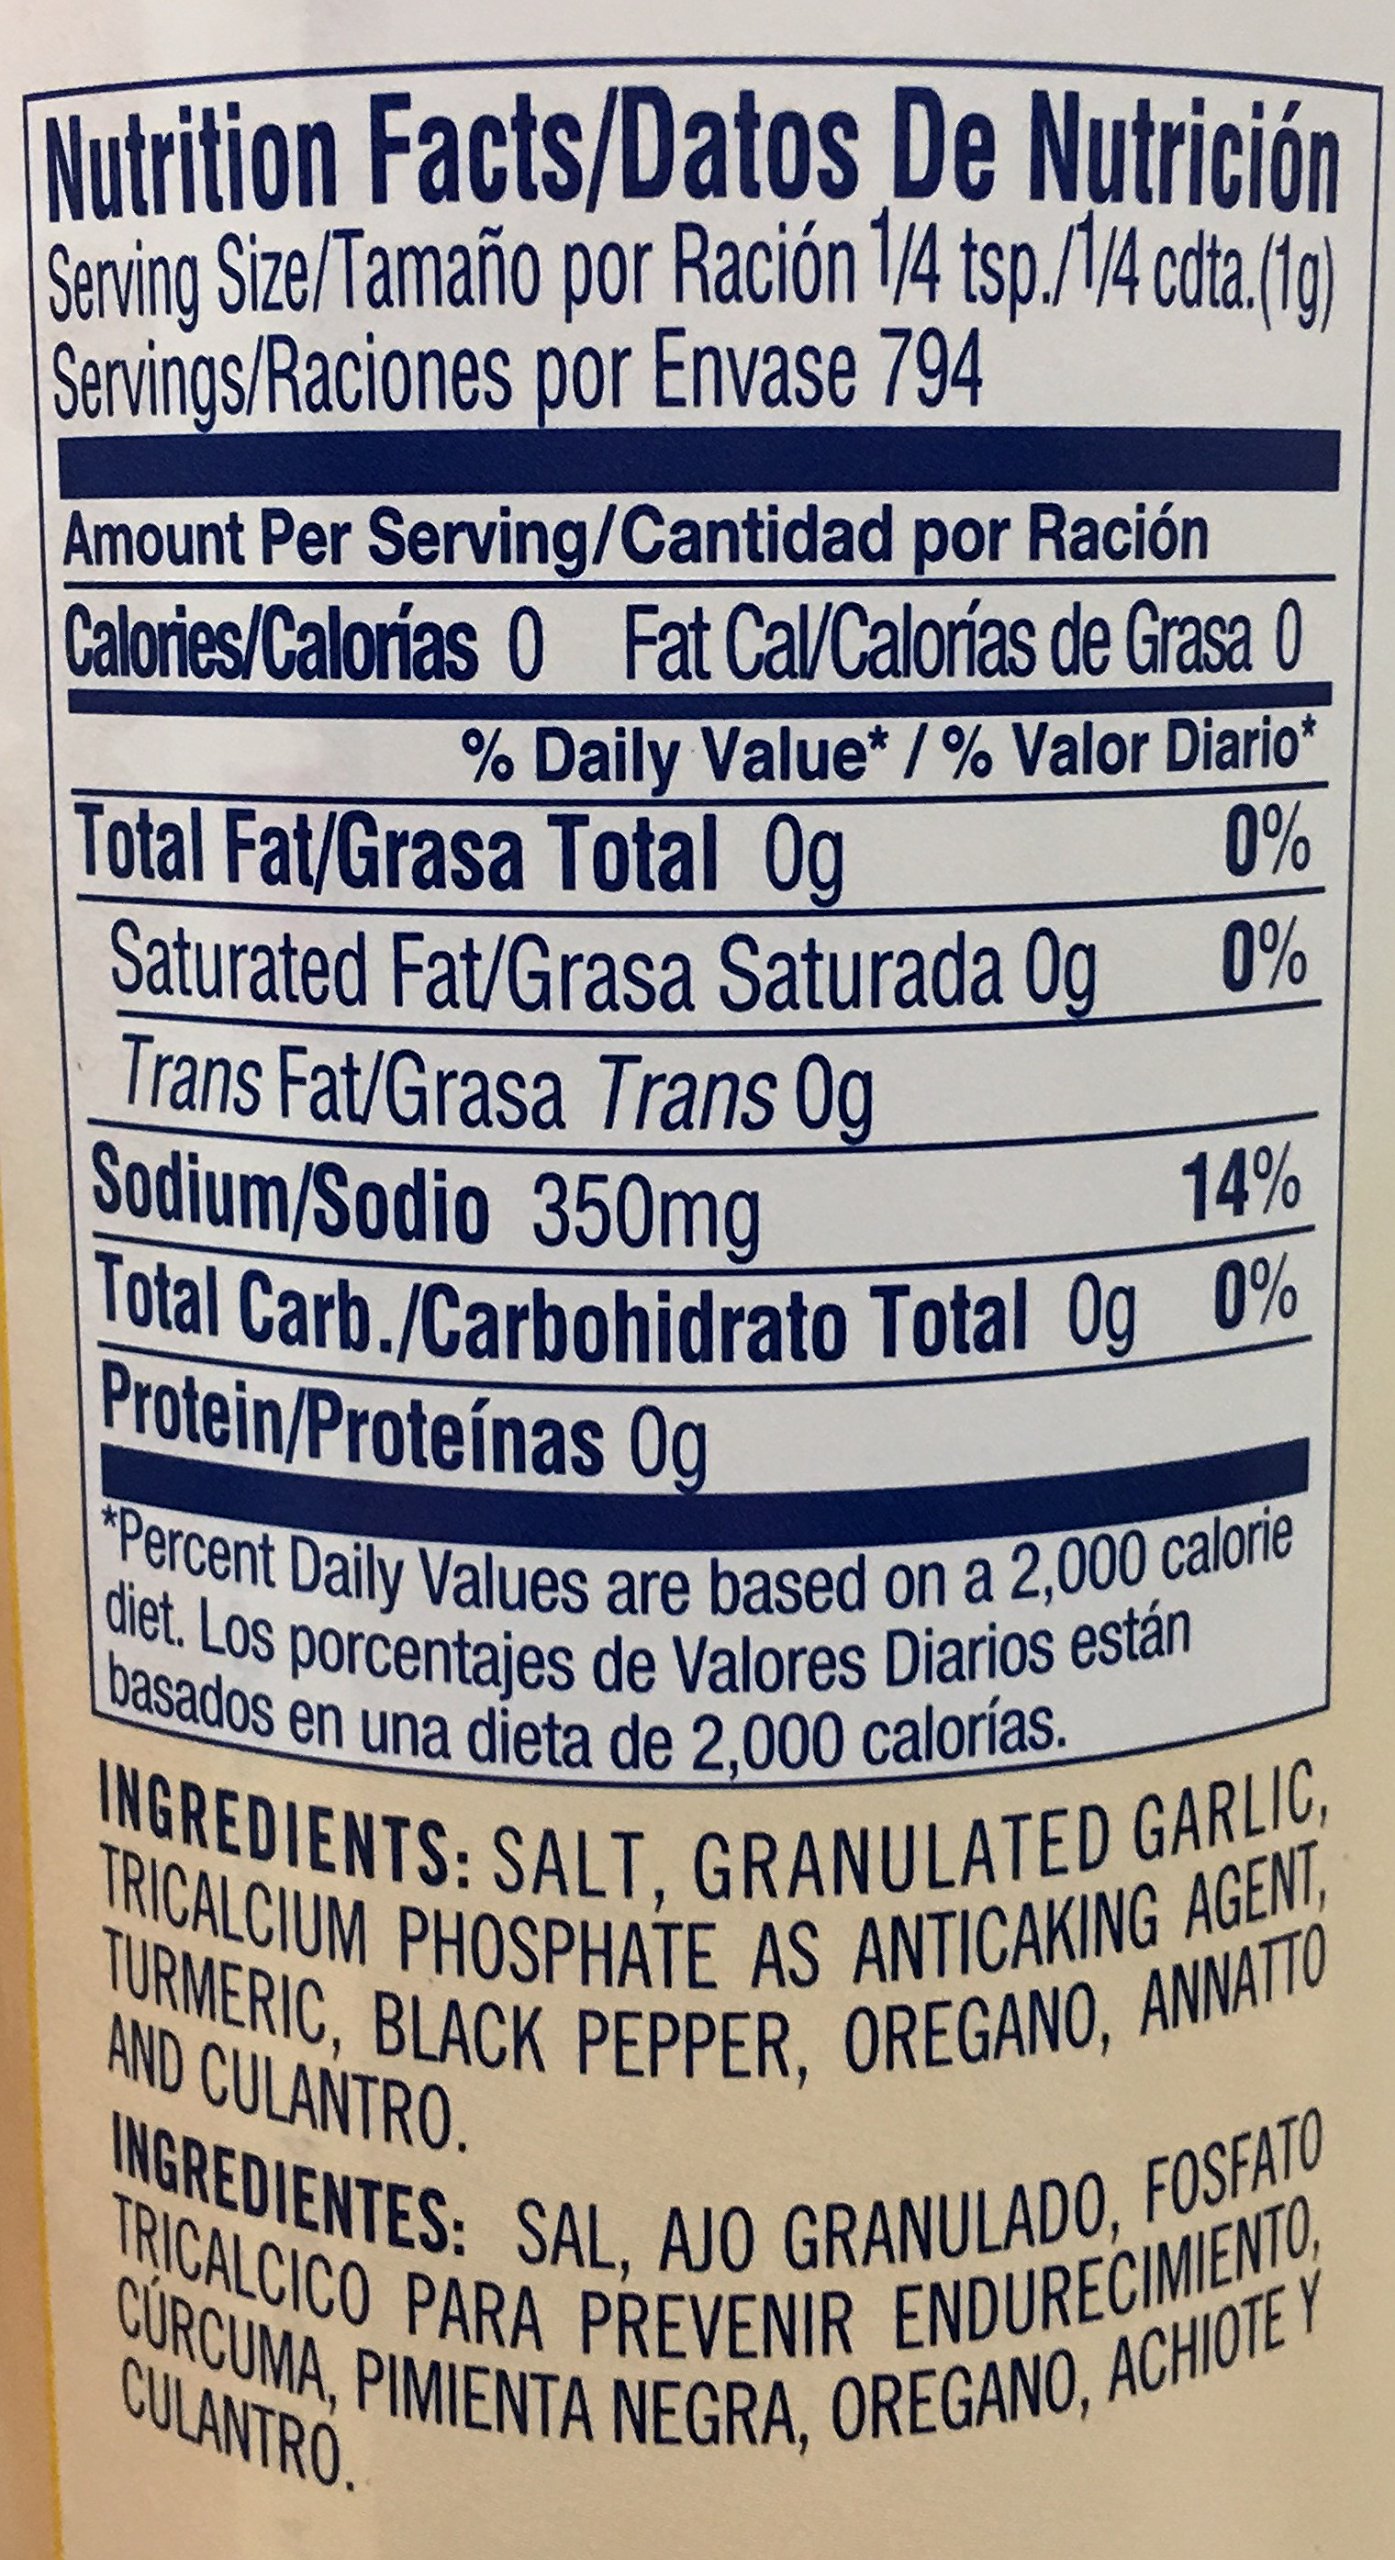 Nutrition Facts/Datos De Nutrición
Serving Size/Tamaño por Ración 1/4 tsp./1/4 cdta.(1g)
Servings/Raciones por Envase 794
Amount Per Serving/Cantidad por Ración
Calories/Calorías 0 Fat Cal/Calorías de Grasa 0
% Daily Value* / % Valor Diario*
Total Fat/Grasa Total 0g 0%
Saturated Fat/Grasa Saturada 0g 0%
Trans Fat/Grasa Trans 0g
Sodium/Sodio 350mg 14%
Total Carb./Carbohidrato Total 0g 0%
Protein/Proteínas 0g
*Percent Daily Values are based on a 2,000 calorie
diet. Los porcentajes de Valores Diarios están
basados en una dieta de 2,000 calorías.
INGREDIENTS: SALT, GRANULATED GARLIC,
TRICALCIUM PHOSPHATE AS ANTICAKING AGENT,
TURMERIC, BLACK PEPPER, OREGANO, ANNATTO
AND CULANTRO.
INGREDIENTES: SAL, AJO GRANULADO, FOSFATO
TRICALCICO PARA PREVENIR ENDURECIMIENTO,
CÚRCUMA, PIMIENTA NEGRA, OREGANO, ACHIOTE Y
CULANTRO.